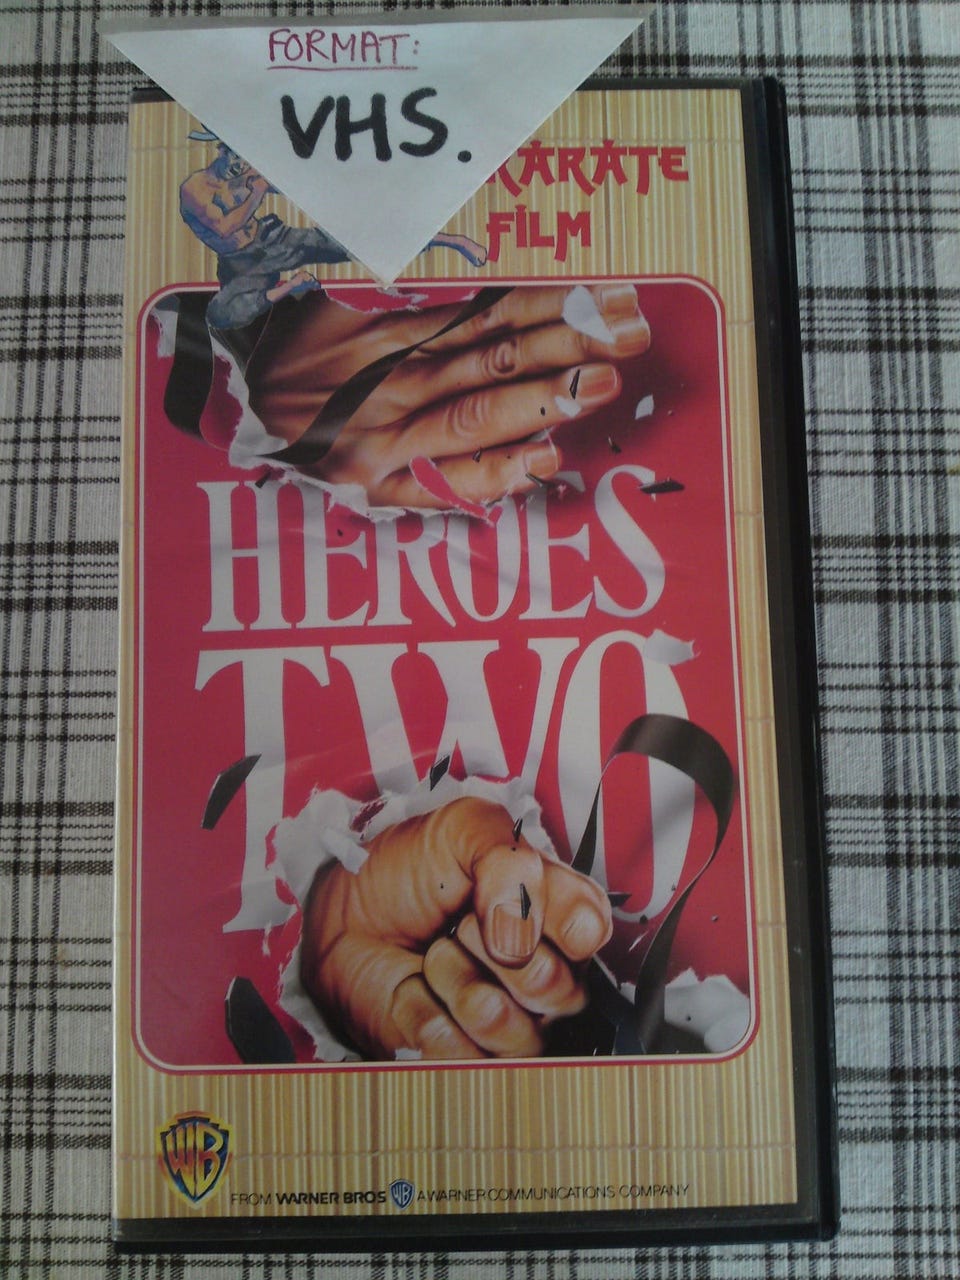 FORMAT:
VHS.
KARATE
FILM
HEROES
TWO
WB
FROM WARNER BROS WB A WARNER COMMUNICATIONS COMPANY